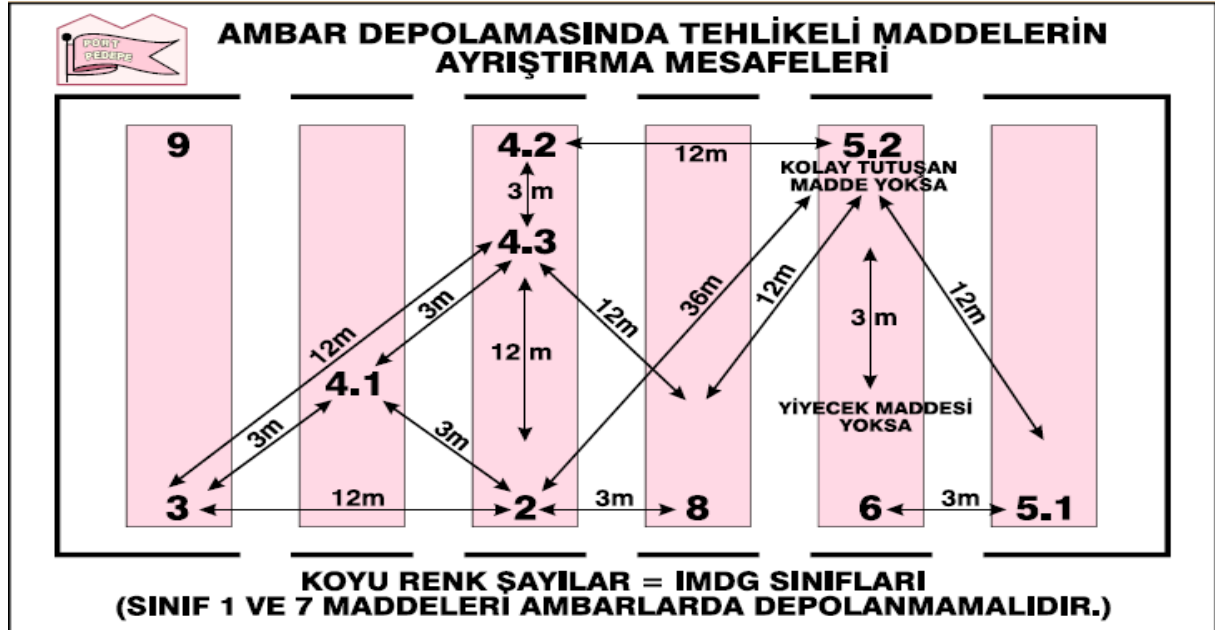 PORT
PEDEPE
AMBAR DEPOLAMASINDA TEHLİKELİ MADDELERİN
AYRIŞTIRMA MESAFELERİ
9
4.2
12m
5.2
KOLAY TUTUŞAN
MADDE YOKSA
3 m
4.3
12m
3m
12 m
12m
36m
12m
3 m
12m
4.1
3m
3m
YİYECEK MADDESİ
YOKSA
3
12m
2
3m
8
6
3m
5.1
KOYU RENK ŞAYILAR = IMDG SINIFLARI
(SINIF 1 VE 7 MADDELERİ AMBARLARDA DEPOLANMAMALIDIR.)